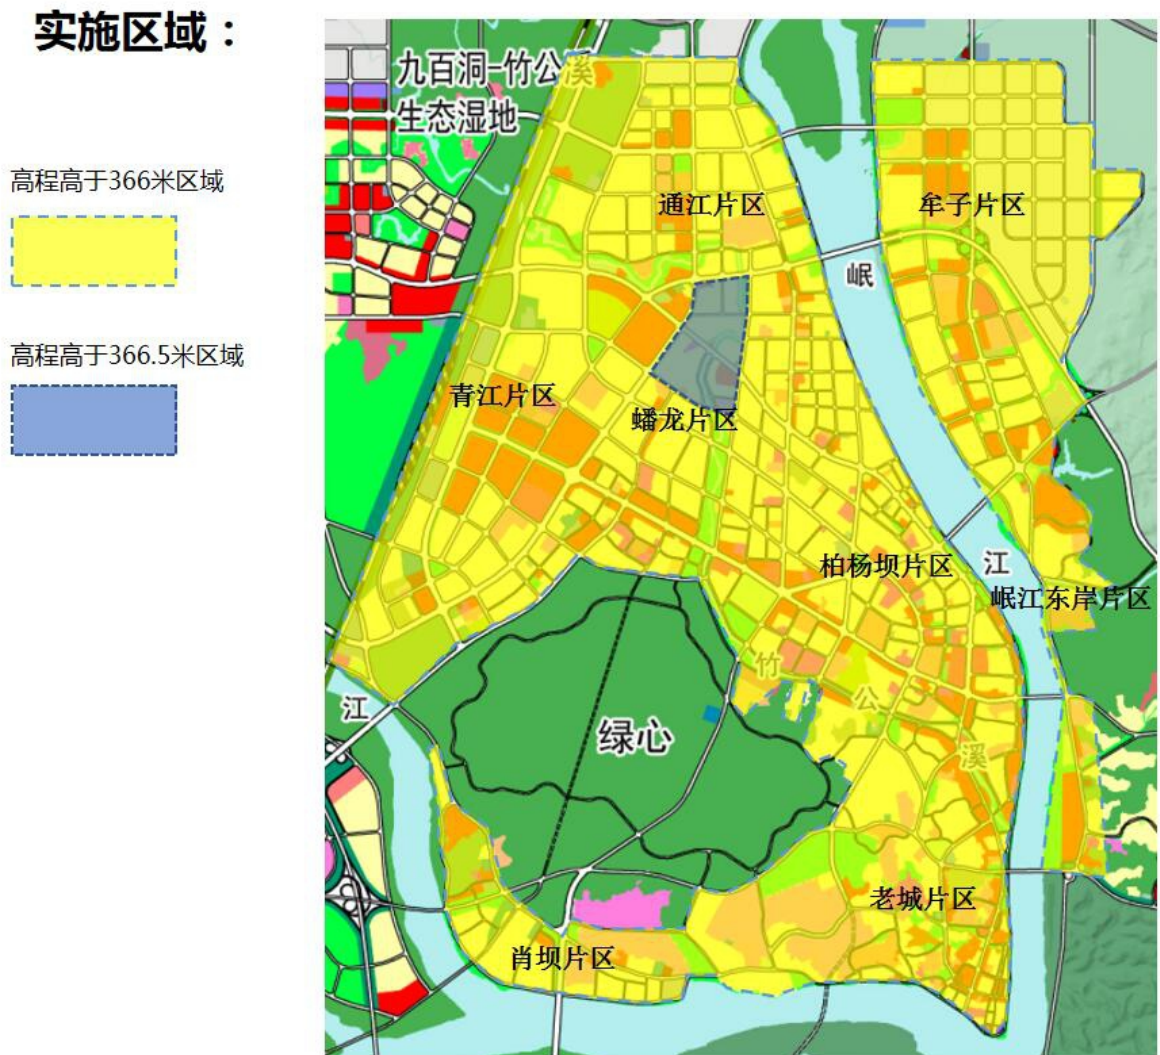 实施区域：
高程高于366米区域
高程高于366.5米区域
九百洞-竹公溪
生态湿地
通江片区
牟子片区
岷
青江片区
蟠龙片区
柏杨坝片区
江
岷江东岸片区
竹
公
溪
江
绿心
老城片区
肖坝片区